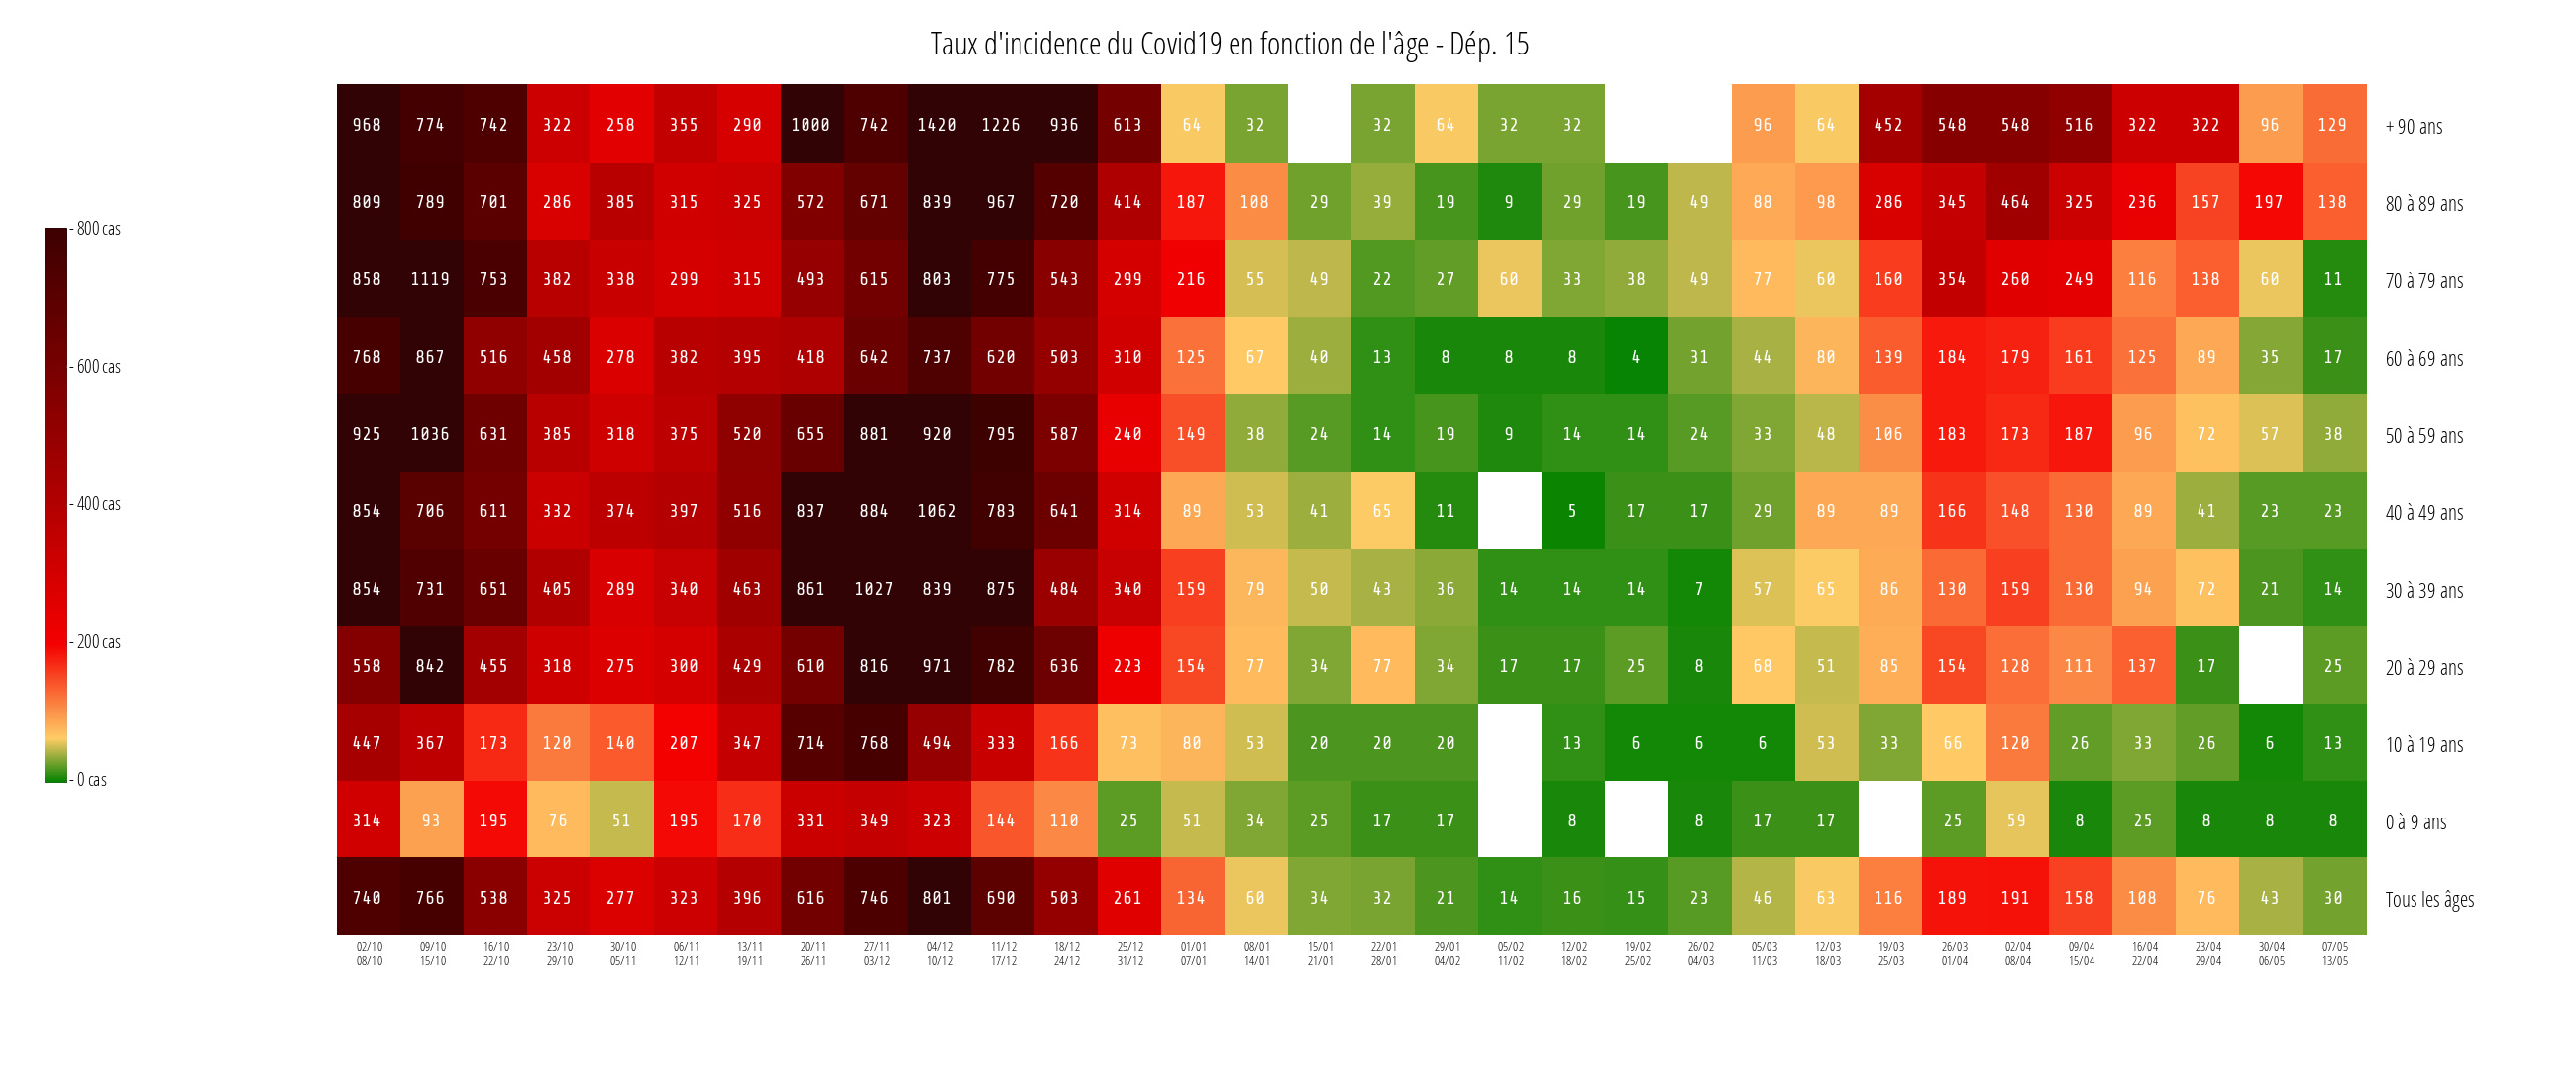 Taux d'incidence du Covid19 en fonction de l'âge - Dép. 15
- 800 cas
- 600 cas
- 400 cas
- 200 cas
- 0 cas
968 774 742 322 258 355 290 1000 742 1420 1226 936 613 64 32 32 64 32 32 96 64 452 548 548 516 322 322 96 129 + 90 ans
809 789 701 286 385 315 325 572 671 839 967 720 414 187 108 29 39 19 9 29 19 49 88 98 286 345 464 325 236 157 197 138 80 à 89 ans
858 1119 753 382 338 299 315 493 615 803 775 543 299 216 55 49 22 27 60 33 38 49 77 60 160 354 260 249 116 138 60 11 70 à 79 ans
768 867 516 458 278 382 395 418 642 737 620 503 310 125 67 40 13 8 8 8 4 31 44 80 139 184 179 161 125 89 35 17 60 à 69 ans
925 1036 631 385 318 375 520 655 881 920 795 587 240 149 38 24 14 19 9 14 14 24 33 48 106 183 173 187 96 72 57 38 50 à 59 ans
854 706 611 332 374 397 516 837 884 1062 783 641 314 89 53 41 65 11 5 17 17 29 89 89 166 148 130 89 41 23 23 40 à 49 ans
854 731 651 405 289 340 463 861 1027 839 875 484 340 159 79 50 43 36 14 14 14 7 57 65 86 130 159 130 94 72 21 14 30 à 39 ans
558 842 455 318 275 300 429 610 816 971 782 636 223 154 77 34 77 34 17 17 25 8 68 51 85 154 128 111 137 17 25 20 à 29 ans
447 367 173 120 140 207 347 714 768 494 333 166 73 80 53 20 20 20 13 6 6 6 53 33 66 120 26 33 26 6 13 10 à 19 ans
314 93 195 76 51 195 170 331 349 323 144 110 25 51 34 25 17 17 8 8 17 17 25 59 8 25 8 8 8 0 à 9 ans
740 766 538 325 277 323 396 616 746 801 690 503 261 134 60 34 32 21 14 16 15 23 46 63 116 189 191 158 108 76 43 30 Tous les âges
02/10 09/10 16/10 23/10 30/10 06/11 13/11 20/11 27/11 04/12 11/12 18/12 25/12 01/01 08/01 15/01 22/01 29/01 05/02 12/02 19/02 26/02 05/03 12/03 19/03 26/03 02/04 09/04 16/04 23/04 30/04 07/05
08/10 15/10 22/10 29/10 05/11 12/11 19/11 26/11 03/12 10/12 17/12 24/12 31/12 07/01 14/01 21/01 28/01 04/02 11/02 18/02 25/02 04/03 11/03 18/03 25/03 01/04 08/04 15/04 22/04 29/04 06/05 13/05